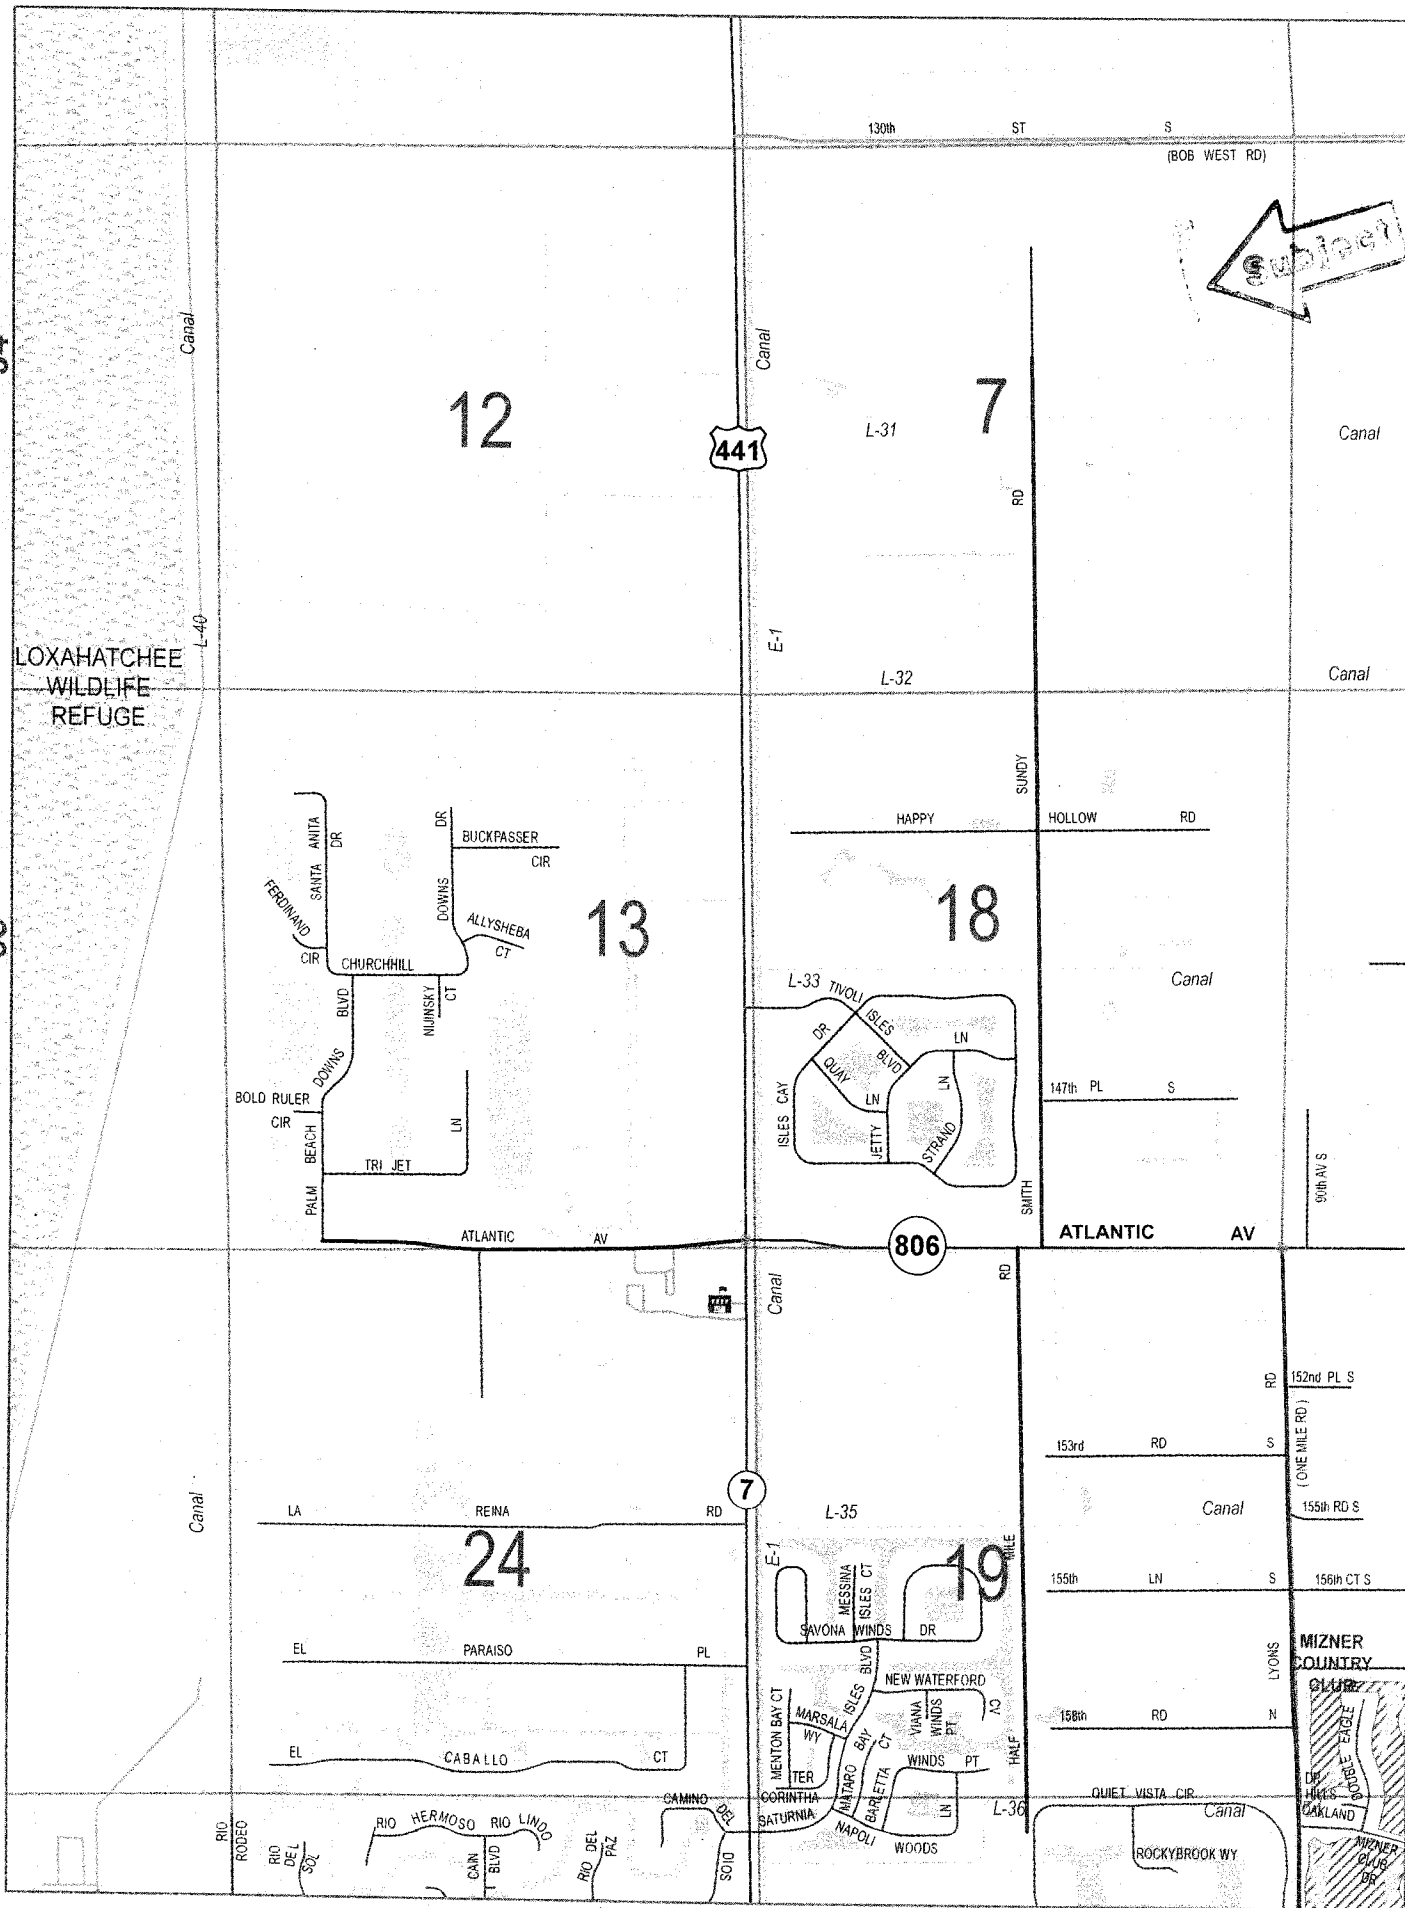 130th ST S
(BOB WEST RD)
Subject
Canal
Canal
12
7
441
L-31
Canal
RD
L-40
E-1
LOXAHATCHEE
WILDLIFE
REFUGE
L-32
Canal
SUNDY
HAPPY HOLLOW RD
SANTA ANITA
DR
DR
BUCKPASSER
CIR
DOWNS
FERDINAND
CIR
ALLYSHEBA
CT
13
18
CHURCHHILL
BLVD
NIJINSKY
CT
L-33
TIVOLI
ISLES
BLVD
DR
LN
Canal
QUAY
LN
LN
ISLES CAY
JETTY
STRAND
DOWNS
BOLD RULER
CIR
BEACH
LN
TRI JET
PALM
147th PL S
90th AV S
SMITH
ATLANTIC AV
806
ATLANTIC AV
RD
Canal
RD
152nd PL S
(ONE MILE RD)
153rd RD S
7
Canal
LA REINA RD
L-35
Canal
155th RD S
24
E-1
19
MILE
MESSINA
ISLES CT
155th LN S
156th CT S
SAVONA WINDS DR
EL PARAISO PL
BLVD
LYONS
MIZNER
COUNTRY
CLUB
NEW WATERFORD
CV
ISLES
MENTON BAY CT
MARSALA
WY
VIANA
WINDS
PT
158th RD N
EL CABALLO CT
BAY
CT
WINDS PT
HALF
TER
MATARO
BARLETTA
DOUBLE EAGLE
CORINTHA
CAMINO DEL
DIOS
SATURNIA
LN
L-36
QUIET VISTA CIR
Canal
HILLS
OAKLAND
RIO
RODEO
RIO HERMOSO
RIO LINDO
RIO
DEL
SOL
CAIN
BLVD
RIO DEL
PAZ
NAPOLI WOODS
ROCKYBROOK WY
MIZNER
CLUB
DR